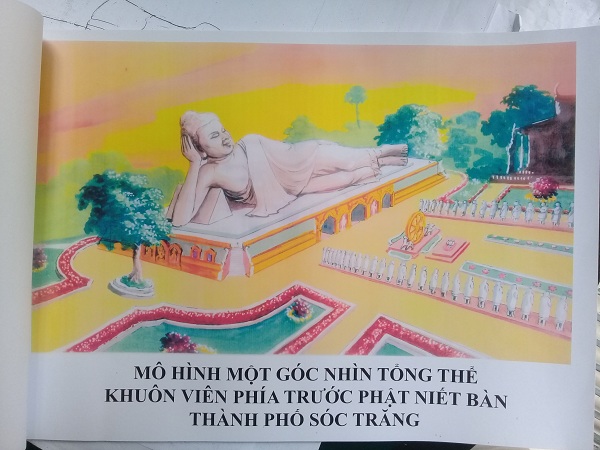 MÔ HÌNH MỘT GÓC NHÌN TỔNG THỂ
KHUÔN VIÊN PHÍA TRƯỚC PHẬT NIẾT BÀN
THÀNH PHỐ SÓC TRĂNG